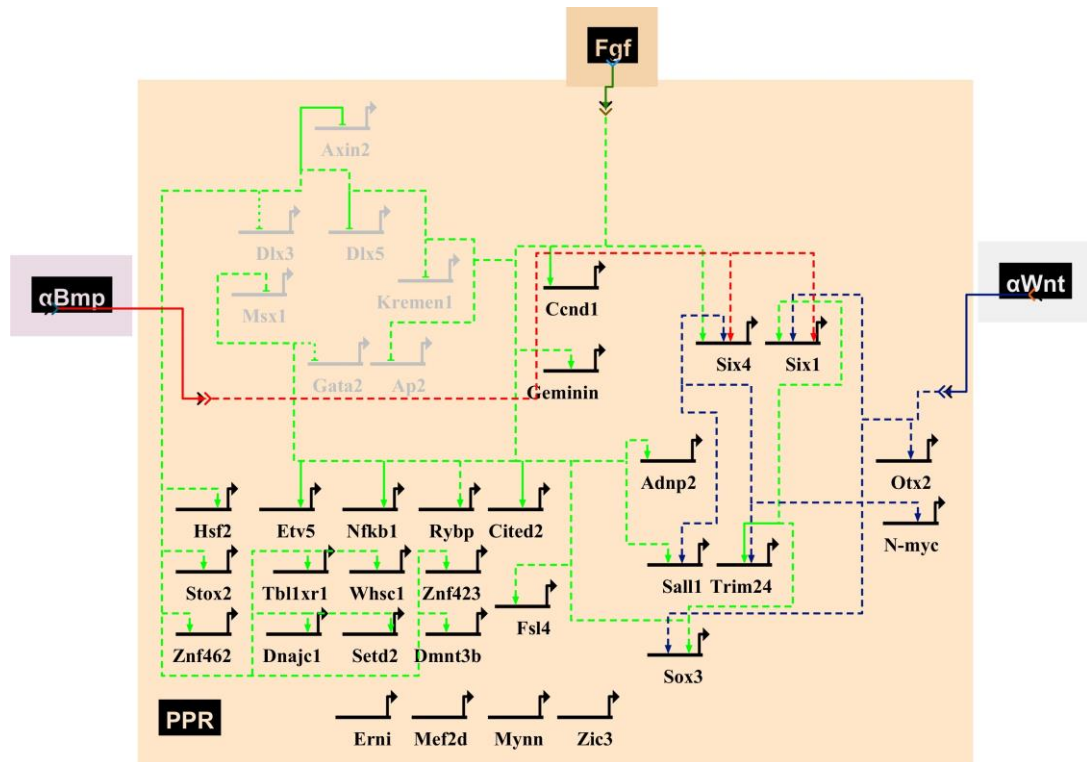 Fgf
Axin2
Dlx3 Dlx5
αBmp Kremen1 αWnt
Msx1 Ccnd1
Six4 Six1
Gata2 Ap2 Geminin
Adnp2 Otx2
Hsf2 Etv5 Nfkb1 Rybp Cited2
N-myc
Stox2 Tbl1xr1 Whsc1 Znf423 Sall1 Trim24
Fsl4
Znf462 Dnajc1 Setd2 Dmnt3b
Sox3
PPR
Erni Mef2d Mynn Zic3